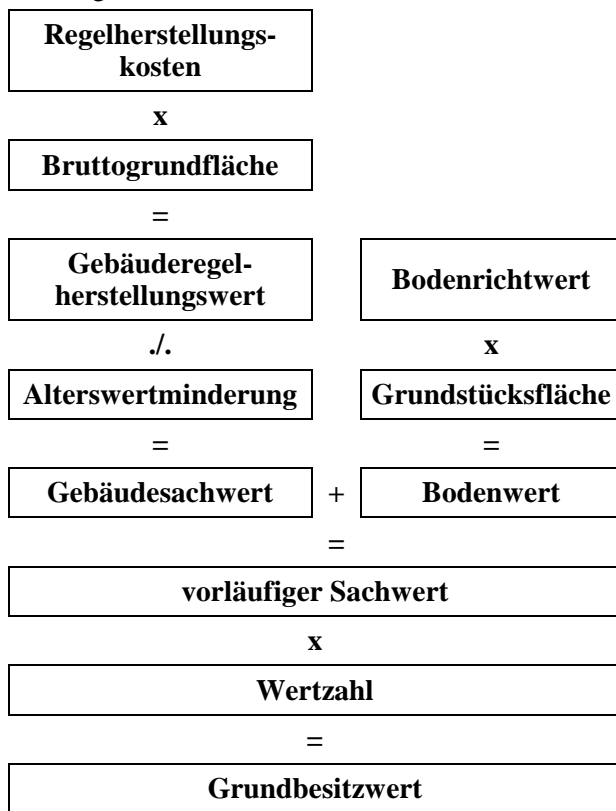 Regelherstellungs-
kosten
x
Bruttogrundfläche
=
Gebäuderegel-
herstellungswert
Bodenrichtwert
./.
x
Alterswertminderung
Grundstücksfläche
=
=
Gebäudesachwert + Bodenwert
=
vorläufiger Sachwert
x
Wertzahl
=
Grundbesitzwert